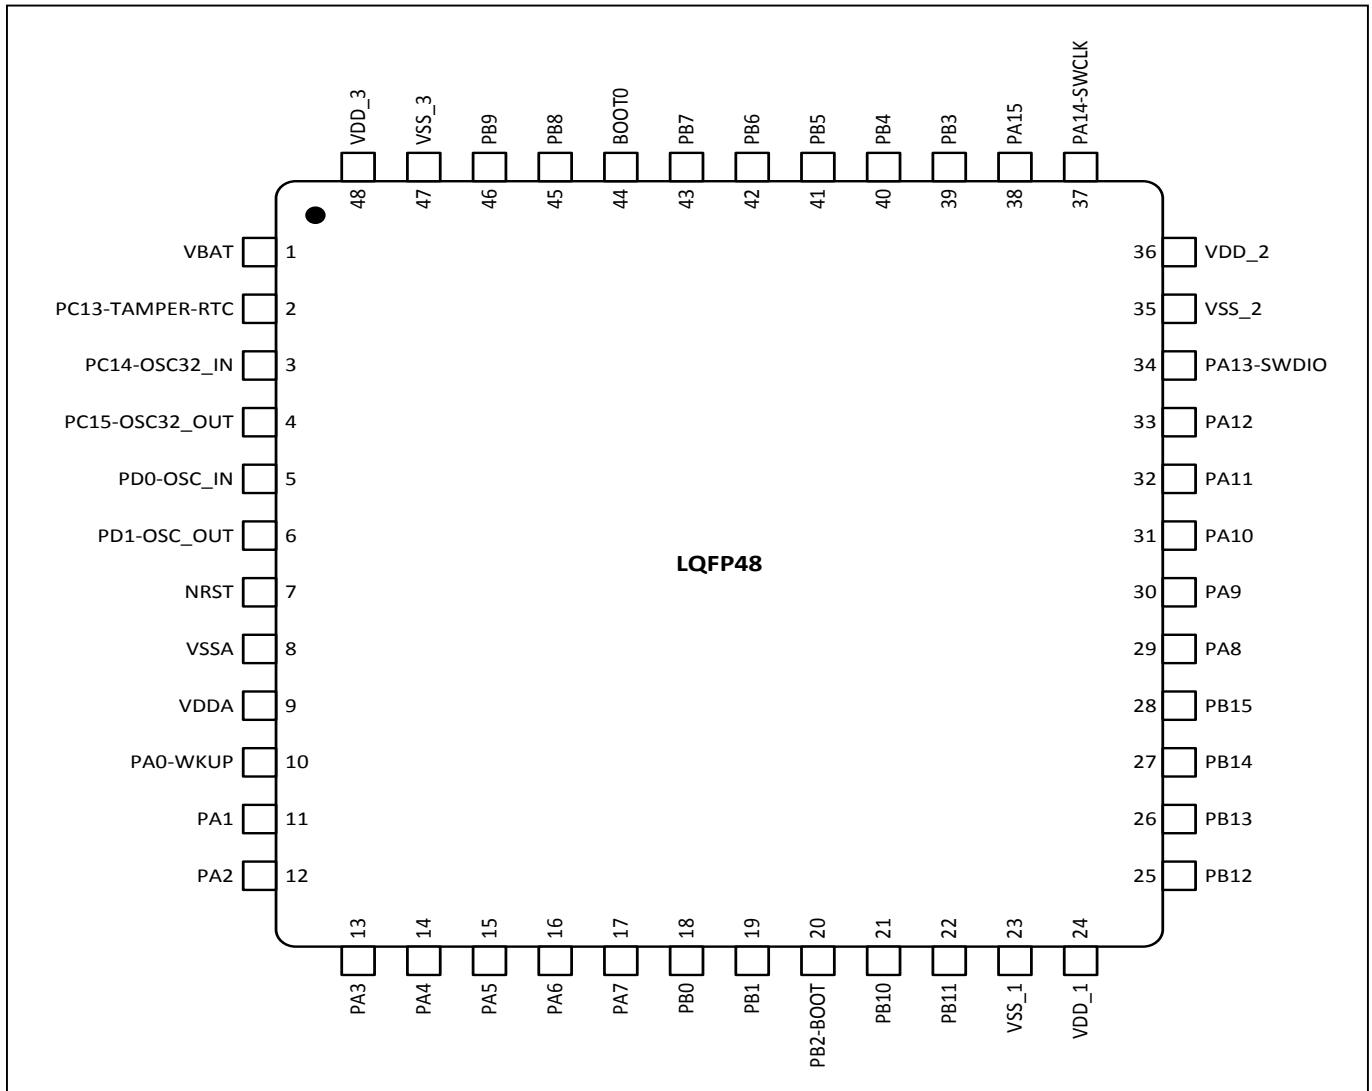 VDD_3
VSS_3
PB9
PB8
BOOT0
PB7
PB6
PB5
PB4
PB3
PA15
PA14-SWCLK
48
47
46
45
44
43
42
41
40
39
38
37
VBAT 1
PC13-TAMPER-RTC 2
PC14-OSC32_IN 3
PC15-OSC32_OUT 4
PD0-OSC_IN 5
PD1-OSC_OUT 6
NRST 7
VSSA 8
VDDA 9
PA0-WKUP 10
PA1 11
PA2 12
LQFP48
36 VDD_2
35 VSS_2
34 PA13-SWDIO
33 PA12
32 PA11
31 PA10
30 PA9
29 PA8
28 PB15
27 PB14
26 PB13
25 PB12
13
14
15
16
17
18
19
20
21
22
23
24
PA3
PA4
PA5
PA6
PA7
PB0
PB1
PB2-BOOT
PB10
PB11
VSS_1
VDD_1